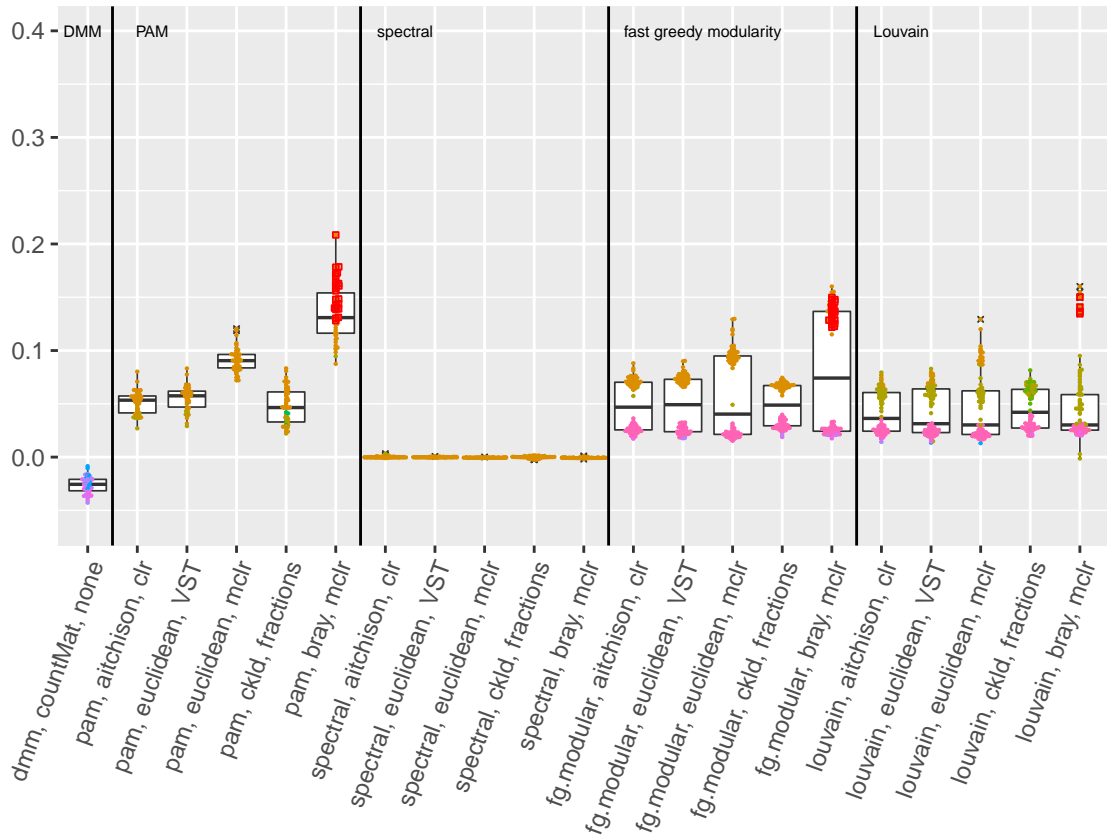 DMM PAM spectral fast greedy modularity Louvain
0.4
0.3
0.2
0.1
0.0
dmm, countMat, none
pam, aitchison, clr
pam, euclidean, VST
pam, euclidean, mclr
pam, ckld, fractions
pam, bray, mclr
spectral, aitchison, clr
spectral, euclidean, VST
spectral, euclidean, mclr
spectral, ckld, fractions
spectral, bray, mclr
fg.modular, aitchison, clr
fg.modular, euclidean, VST
fg.modular, euclidean, mclr
fg.modular, ckld, fractions
fg.modular, bray, mclr
louvain, aitchison, clr
louvain, euclidean, VST
louvain, euclidean, mclr
louvain, ckld, fractions
louvain, bray, mclr